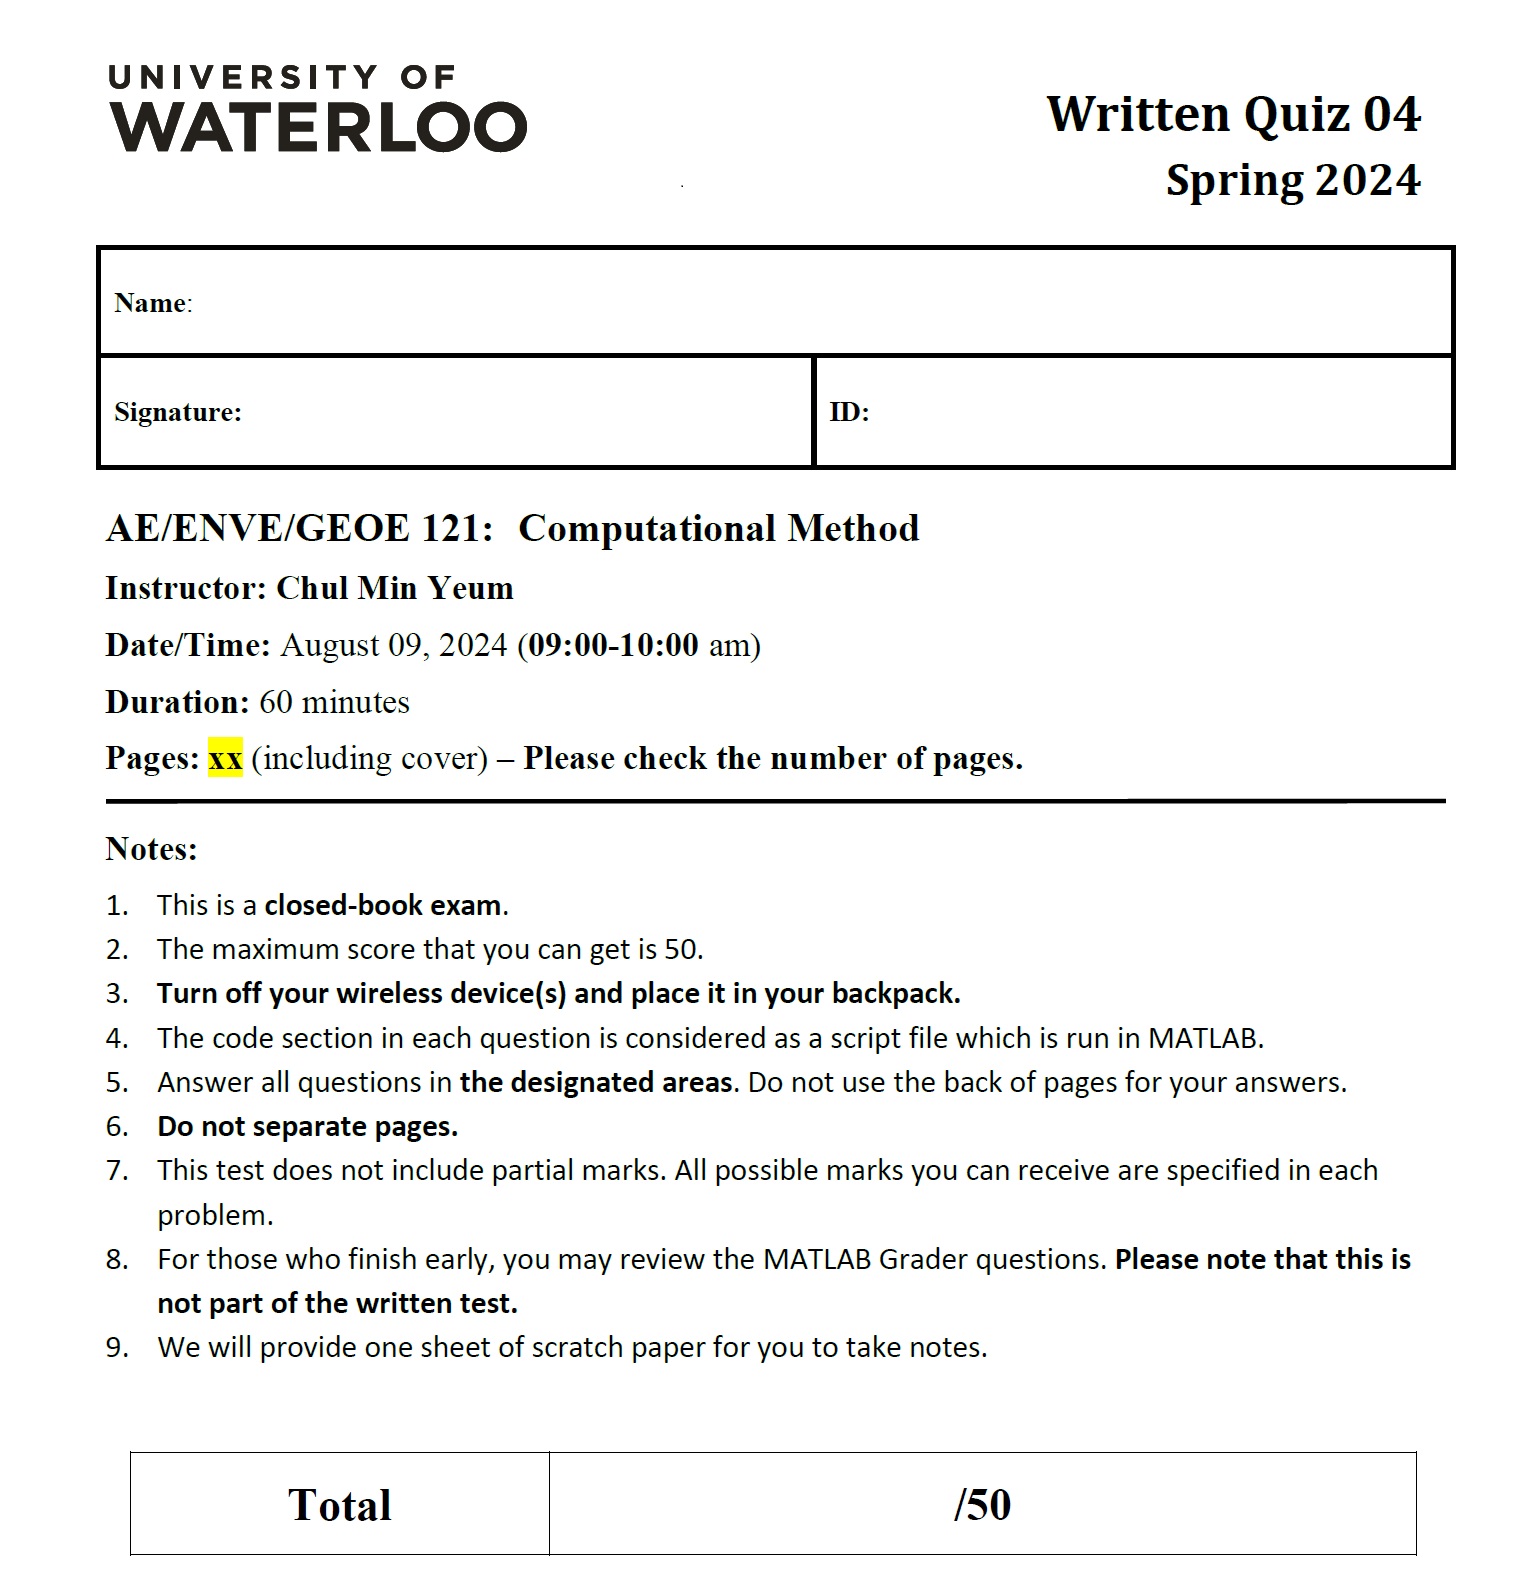 UNIVERSITY OF
WATERLOO
Written Quiz 04
Spring 2024
Name:
Signature:
ID:
AE/ENVE/GEOE 121: Computational Method
Instructor: Chul Min Yeum
Date/Time: August 09, 2024 (09:00-10:00 am)
Duration: 60 minutes
Pages: xx (including cover) – Please check the number of pages.
Notes:
1. This is a closed-book exam.
2. The maximum score that you can get is 50.
3. Turn off your wireless device(s) and place it in your backpack.
4. The code section in each question is considered as a script file which is run in MATLAB.
5. Answer all questions in the designated areas. Do not use the back of pages for your answers.
6. Do not separate pages.
7. This test does not include partial marks. All possible marks you can receive are specified in each
problem.
8. For those who finish early, you may review the MATLAB Grader questions. Please note that this is
not part of the written test.
9. We will provide one sheet of scratch paper for you to take notes.
Total
/50